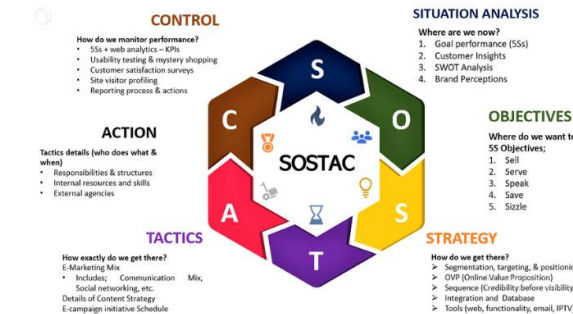 CONTROL
How do we monitor performance?
• 5Ss + web analytics – KPIs
• Usability testing & mystery shopping
• Customer satisfaction surveys
• Site visitor profiling
• Reporting process & actions
SITUATION ANALYSIS
Where are we now?
1. Goal performance (5Ss)
2. Customer Insights
3. SWOT Analysis
4. Brand Perceptions
S
C
O
SOSTAC
A
S
T
ACTION
Tactics details (who does what &
when)
• Responsibilities & structures
• Internal resources and skills
• External agencies
OBJECTIVES
Where do we want to
5S Objectives;
1. Sell
2. Serve
3. Speak
4. Save
5. Sizzle
TACTICS
How exactly do we get there?
E-Marketing Mix
• Includes; Communication Mix,
Social networking, etc.
Details of Content Strategy
E-campaign initiative Schedule
STRATEGY
How do we get there?
➢ Segmentation, targeting, & positionin
➢ OVP (Online Value Proposition)
➢ Sequence (Credibility before visibility
➢ Integration and Database
➢ Tools (web, functionality, email, IPTV